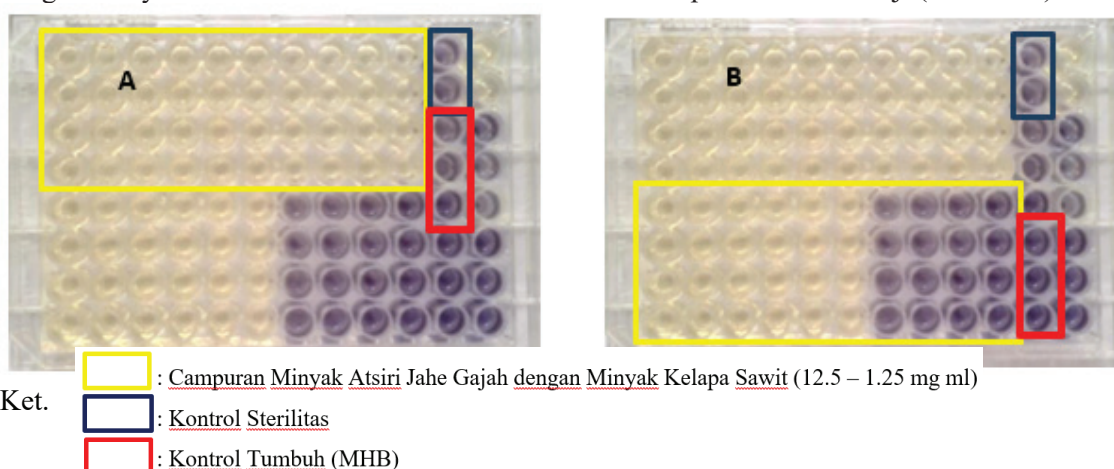 A
B
: Campuran Minyak Atsiri Jahe Gajah dengan Minyak Kelapa Sawit (12.5 – 1.25 mg ml)
Ket.
: Kontrol Sterilitas
: Kontrol Tumbuh (MHB)